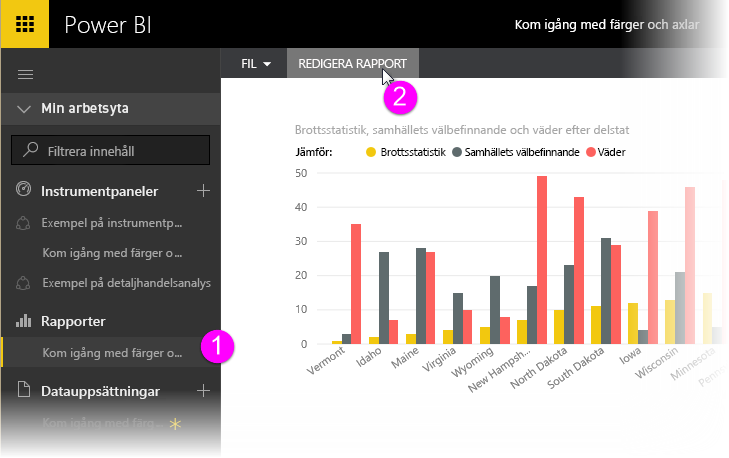 Power BI
Kom igång med färger och axlar
FIL
REDIGERA RAPPORT
2
Min arbetsyta
Filtrera innehåll
Instrumentpaneler
Exempel på instrumentp...
Kom igång med färger o...
Exempel på detaljhandelsanalys
Rapporter
Kom igång med färger o...
1
Datauppsättningar
Kom igång med färg...
Brottsstatistik, samhällets välbefinnande och väder efter delstat
Jämför: Brottsstatistik Samhällets välbefinnande Väder
50
40
30
20
10
0
Vermont
Idaho
Maine
Virginia
Wyoming
New Hampsh...
North Dakota
South Dakota
Iowa
Wisconsin
Minnesota